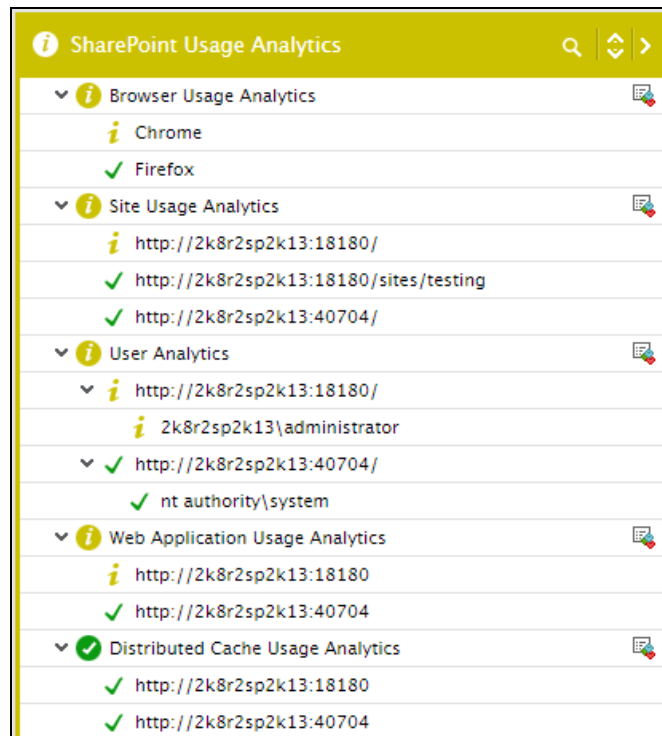 SharePoint Usage Analytics
Browser Usage Analytics
Chrome
Firefox
Site Usage Analytics
http://2k8r2sp2k13:18180/
http://2k8r2sp2k13:18180/sites/testing
http://2k8r2sp2k13:40704/
User Analytics
http://2k8r2sp2k13:18180/
2k8r2sp2k13\administrator
http://2k8r2sp2k13:40704/
nt authority\system
Web Application Usage Analytics
http://2k8r2sp2k13:18180
http://2k8r2sp2k13:40704
Distributed Cache Usage Analytics
http://2k8r2sp2k13:18180
http://2k8r2sp2k13:40704